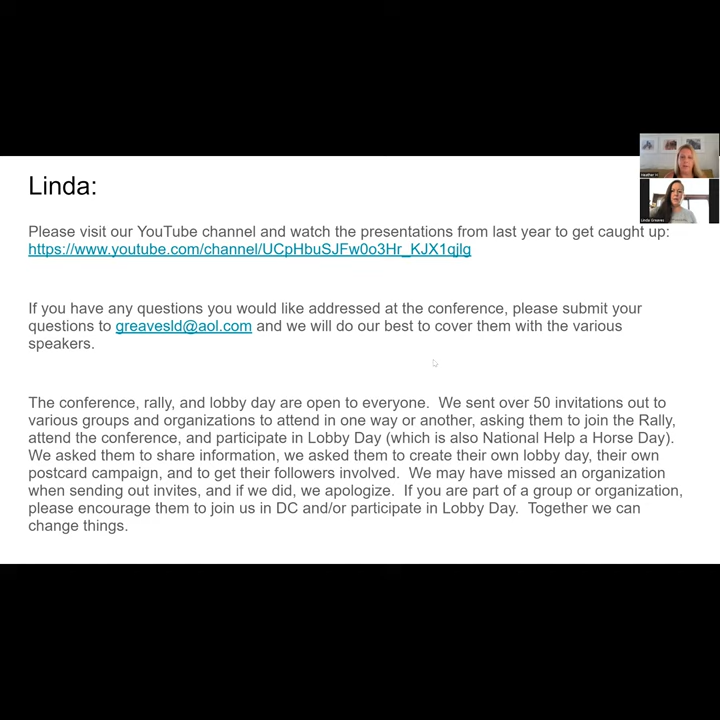 Linda:
Please visit our YouTube channel and watch the presentations from last year to get caught up:
https://www.youtube.com/channel/UCpHbuSJFw0o3Hr_KJX1qjlg
If you have any questions you would like addressed at the conference, please submit your
questions to greavesld@aol.com and we will do our best to cover them with the various
speakers.
The conference, rally, and lobby day are open to everyone.  We sent over 50 invitations out to
various groups and organizations to attend in one way or another, asking them to join the Rally,
attend the conference, and participate in Lobby Day (which is also National Help a Horse Day).
We asked them to share information, we asked them to create their own lobby day, their own
postcard campaign, and to get their followers involved.  We may have missed an organization
when sending out invites, and if we did, we apologize.  If you are part of a group or organization,
please encourage them to join us in DC and/or participate in Lobby Day.  Together we can
change things.
Heather H
Linda Greaves